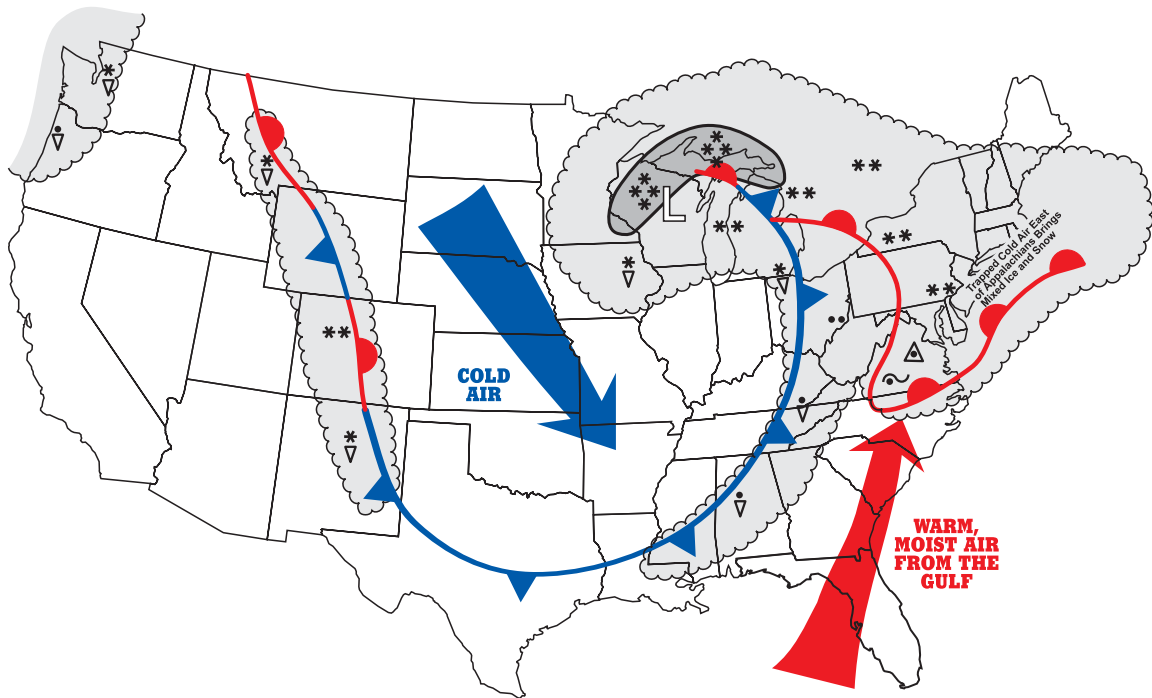 L
Trapped Cold Air East
of Appalachians Brings
Mixed Ice and Snow
COLD
AIR
WARM,
MOIST AIR
FROM THE
GULF